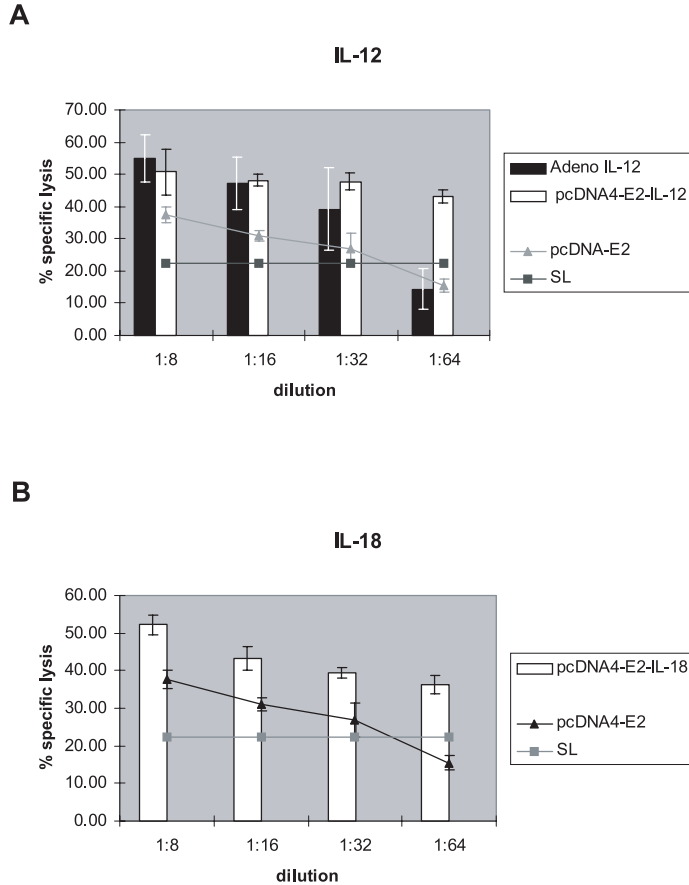 A
IL-12
70.00
60.00
50.00
40.00
30.00
20.00
10.00
0.00
% specific lysis
1:8 1:16 1:32 1:64
dilution
Adeno IL-12
pcDNA4-E2-IL-12
pcDNA-E2
SL
B
IL-18
60.00
50.00
40.00
30.00
20.00
10.00
0.00
% specific lysis
1:8 1:16 1:32 1:64
dilution
pcDNA4-E2-IL-18
pcDNA4-E2
SL